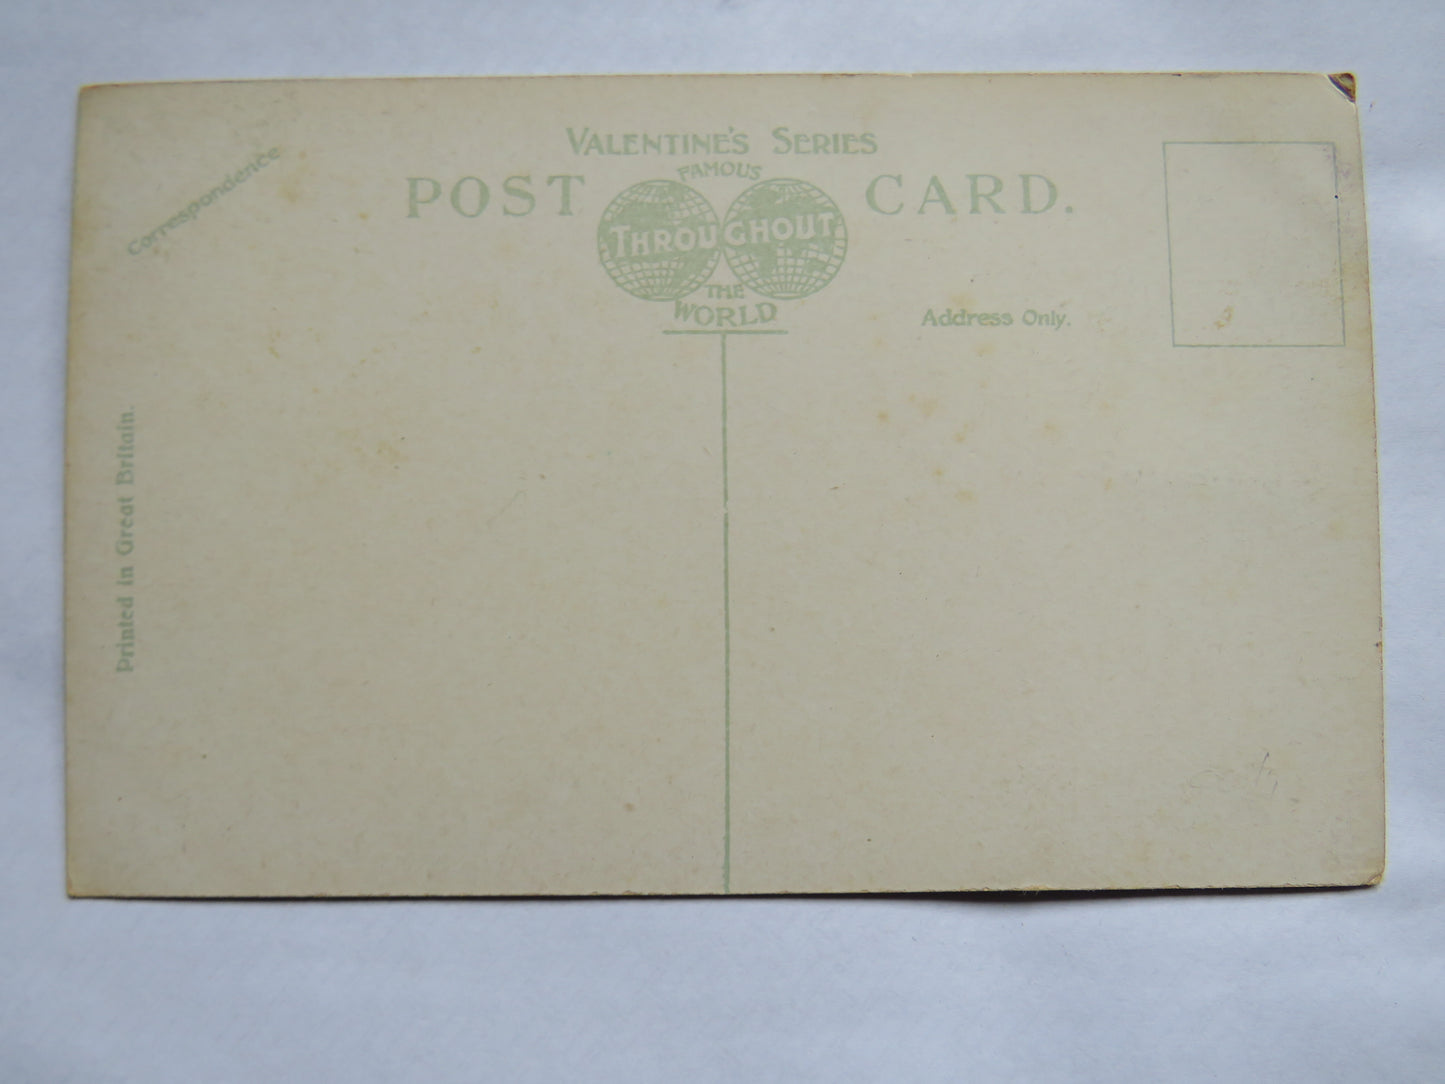 VALENTINE'S SERIES
FAMOUS
POST CARD.
THROUGHOUT
THE
WORLD
Correspondence
Address Only.
Printed in Great Britain.